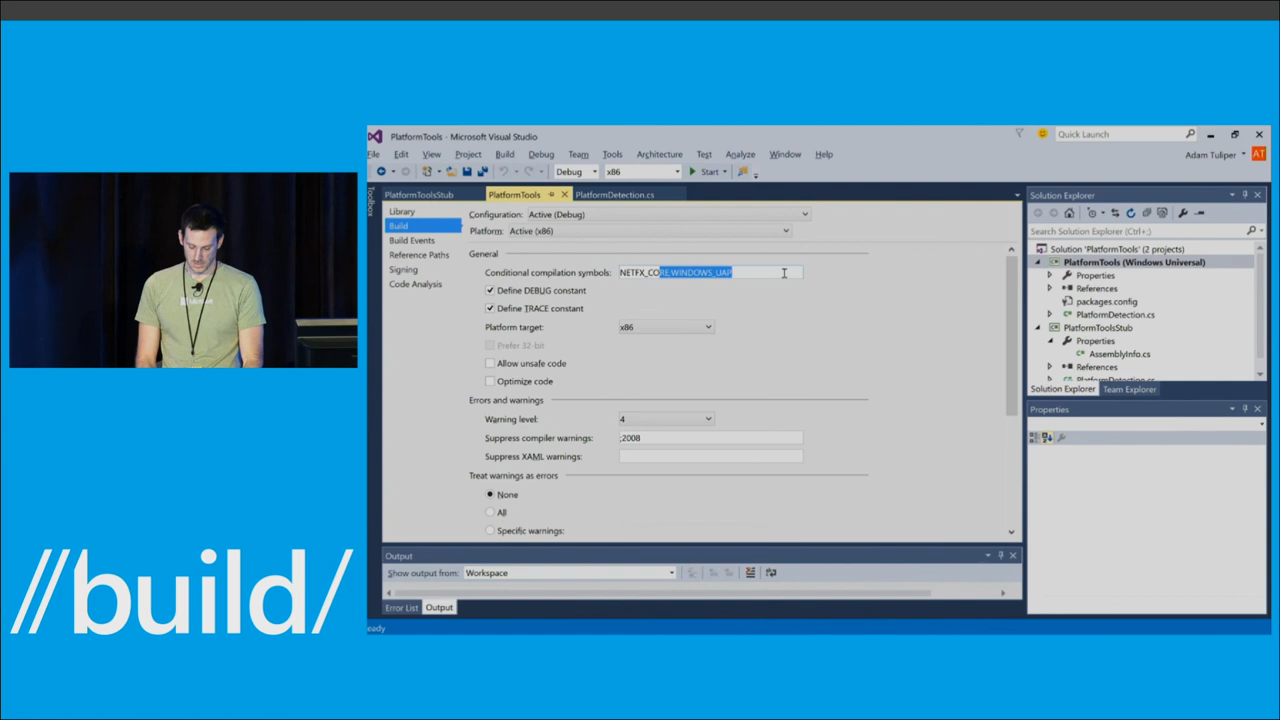 PlatformTools - Microsoft Visual Studio
Quick Launch
File Edit View Project Build Debug Team Tools Architecture Test Analyze Window Help
Adam Tuliper AT
Debug x86 Start
Toolbox
PlatformToolsStub PlatformTools PlatformDetection.cs
Library
Build
Build Events
Reference Paths
Signing
Code Analysis
Configuration: Active (Debug)
Platform: Active (x86)
General
Conditional compilation symbols: NETFX_CORE;WINDOWS_UAP
Define DEBUG constant
Define TRACE constant
Platform target: x86
Prefer 32-bit
Allow unsafe code
Optimize code
Errors and warnings
Warning level: 4
Suppress compiler warnings: ;2008
Suppress XAML warnings:
Treat warnings as errors
None
All
Specific warnings:
Output
Show output from: Workspace
Error List Output
eady
Solution Explorer
Search Solution Explorer (Ctrl+;)
Solution 'PlatformTools' (2 projects)
PlatformTools (Windows Universal)
Properties
References
packages.config
PlatformDetection.cs
PlatformToolsStub
Properties
AssemblyInfo.cs
References
PlatformDetection.cs
Solution Explorer Team Explorer
Properties
//build/